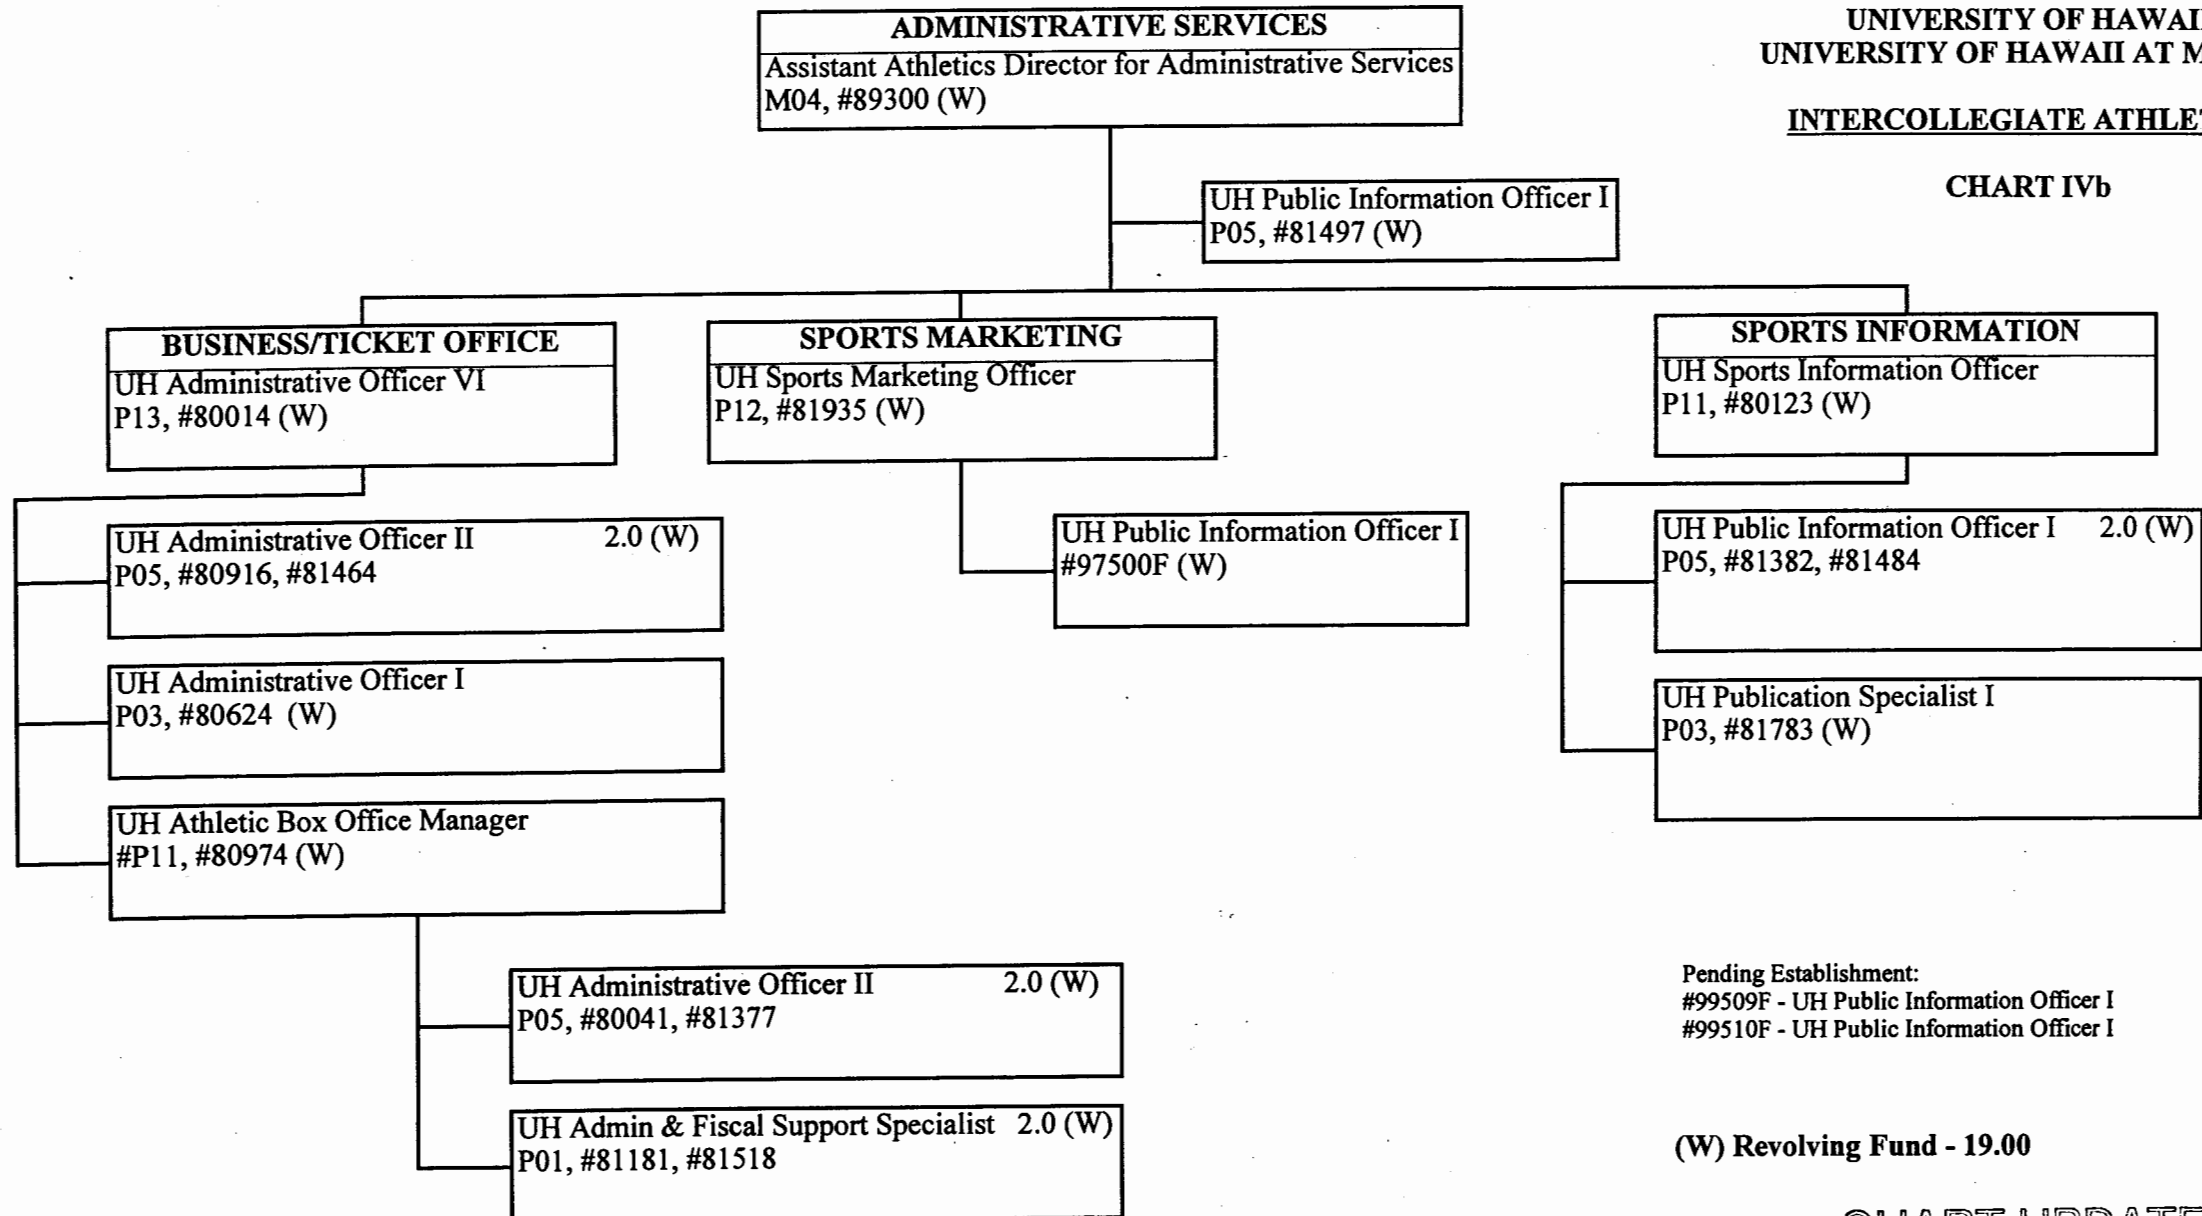 ADMINISTRATIVE SERVICES
Assistant Athletics Director for Administrative Services
M04, #89300 (W)
UNIVERSITY OF HAWAII
UNIVERSITY OF HAWAII AT
INTERCOLLEGIATE
CHART IVb
UH Public Information Officer I
P05, #81497 (W)
BUSINESS/TICKET OFFICE
UH Administrative Officer VI
P13, #80014 (W)
SPORTS MARKETING
UH Sports Marketing Officer
P12, #81935 (W)
SPORTS INFORMATION
UH Sports Information Officer
P11, #80123 (W)
UH Administrative Officer II 2.0 (W)
P05, #80916, #81464
UH Public Information Officer I
#97500F (W)
UH Public Information Officer I 2.0 (W)
P05, #81382, #81484
UH Administrative Officer I
P03, #80624 (W)
UH Publication Specialist I
P03, #81783 (W)
UH Athletic Box Office Manager
#P11, #80974 (W)
UH Administrative Officer II 2.0 (W)
P05, #80041, #81377
UH Admin & Fiscal Support Specialist 2.0 (W)
P01, #81181, #81518
Pending Establishment:
#99509F - UH Public Information Officer I
#99510F - UH Public Information Officer I
(W) Revolving Fund - 19.00
CHART